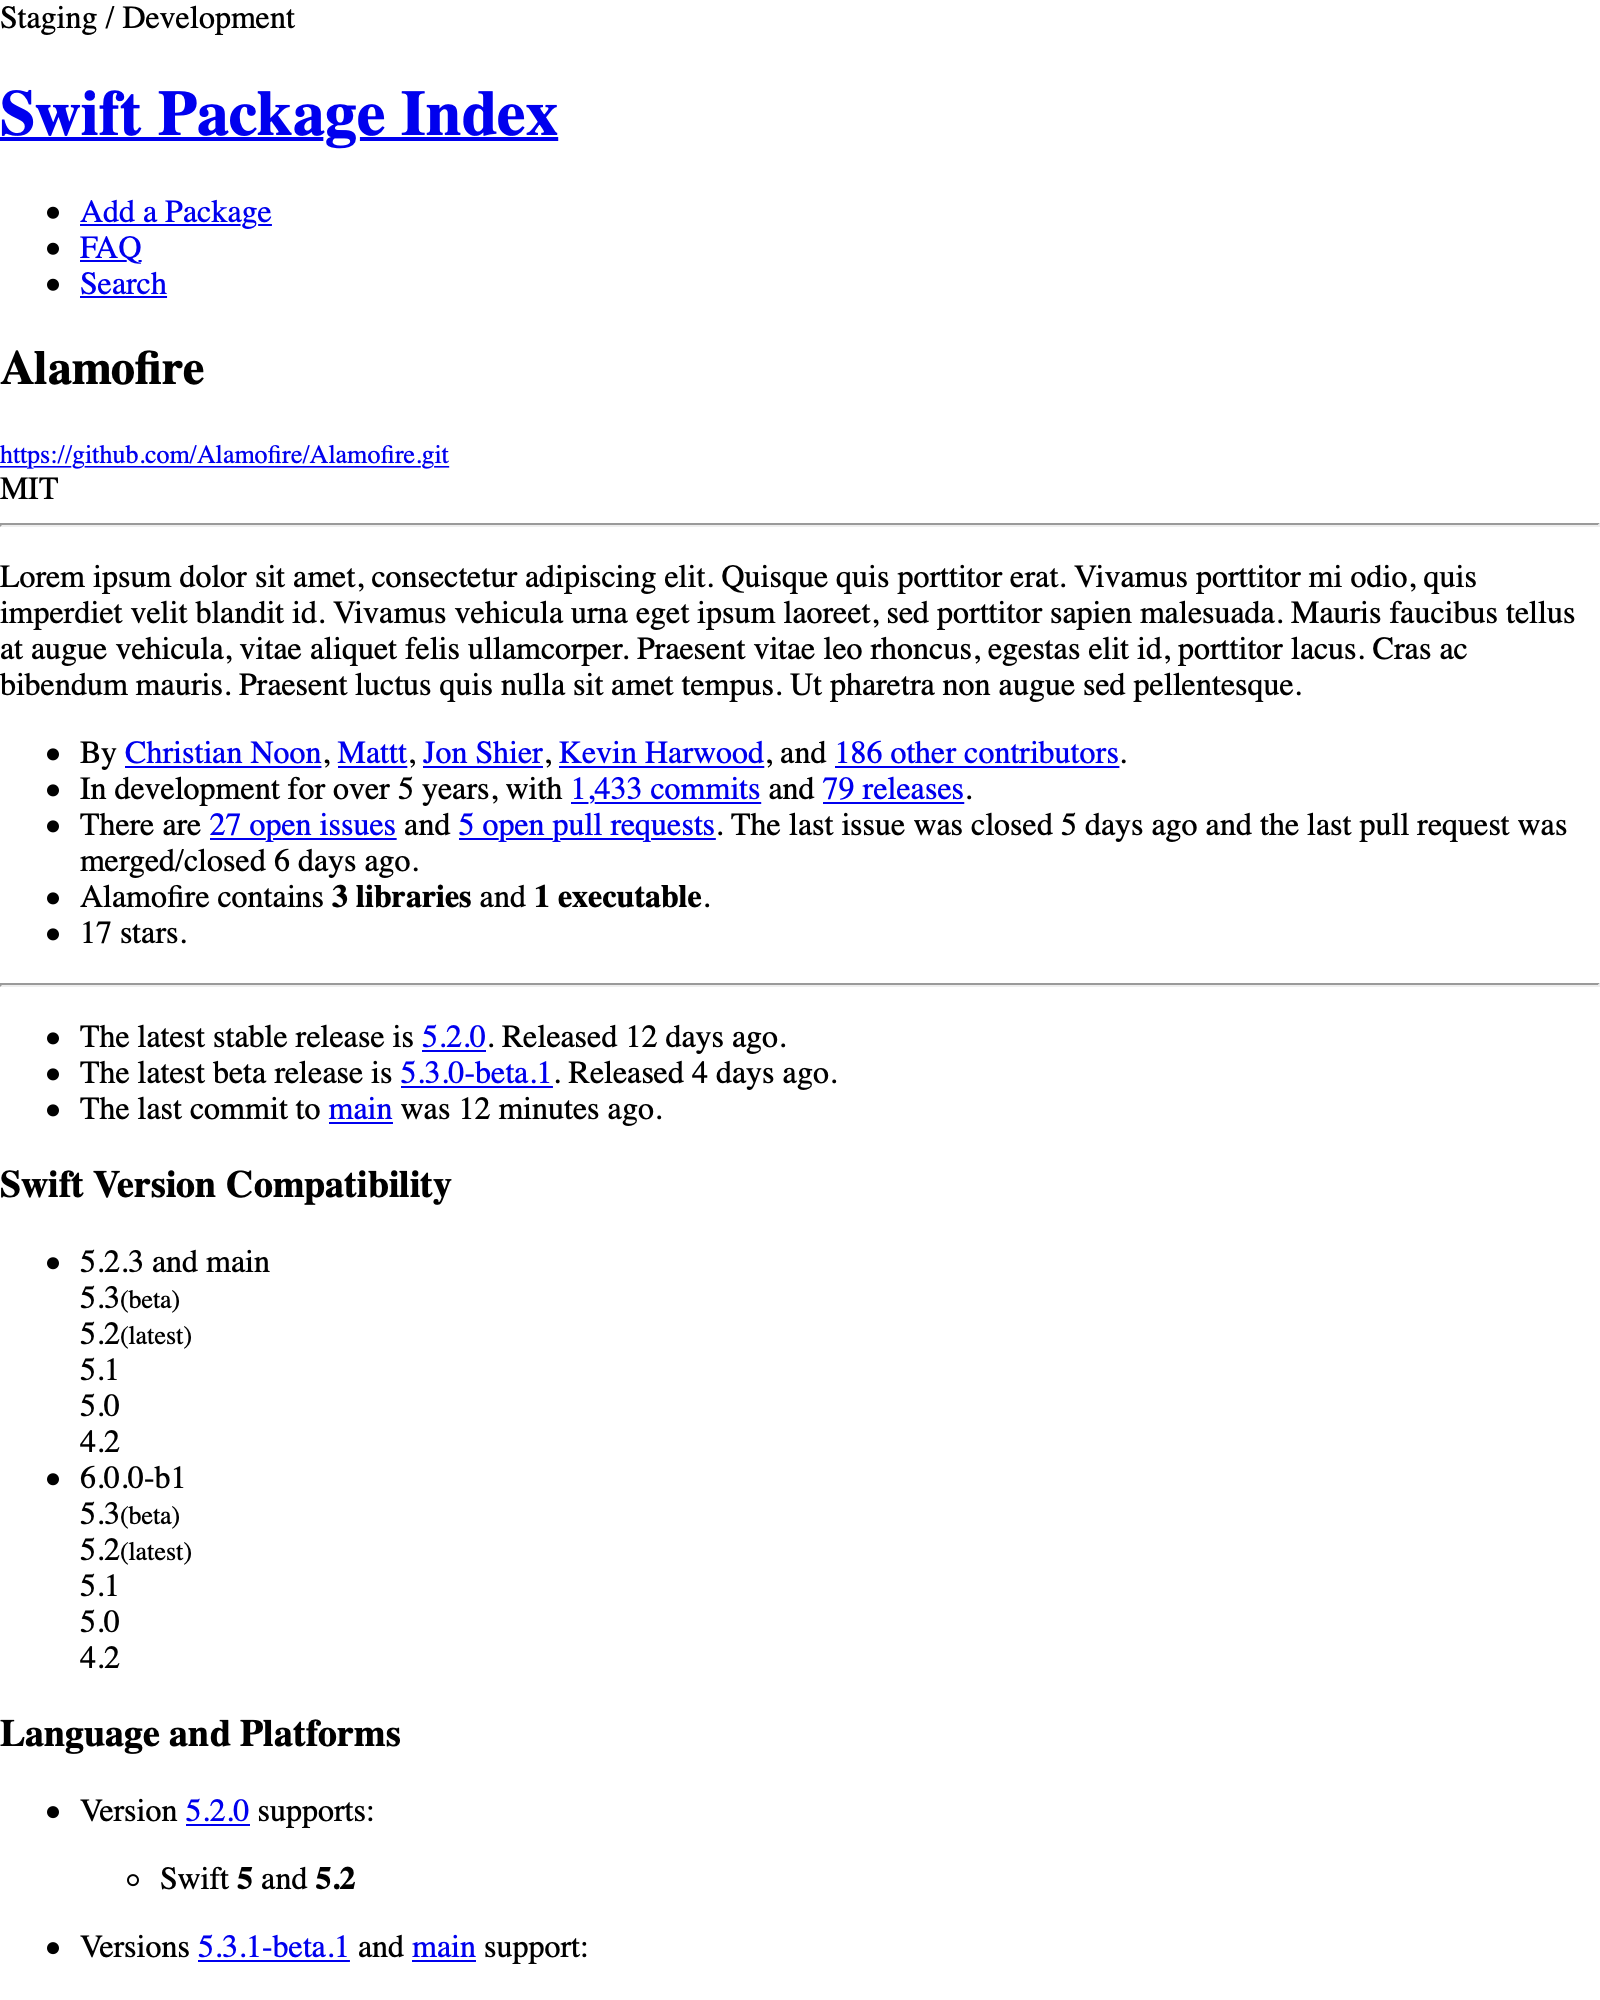 Staging / Development
Swift Package Index
Add a Package
FAQ
Search
Alamofire
https://github.com/Alamofire/Alamofire.git
MIT
Lorem ipsum dolor sit amet, consectetur adipiscing elit. Quisque quis porttitor erat. Vivamus porttitor mi odio, quis
imperdiet velit blandit id. Vivamus vehicula urna eget ipsum laoreet, sed porttitor sapien malesuada. Mauris faucibus tellus
at augue vehicula, vitae aliquet felis ullamcorper. Praesent vitae leo rhoncus, egestas elit id, porttitor lacus. Cras ac
bibendum mauris. Praesent luctus quis nulla sit amet tempus. Ut pharetra non augue sed pellentesque.
By Christian Noon, Mattt, Jon Shier, Kevin Harwood, and 186 other contributors.
In development for over 5 years, with 1,433 commits and 79 releases.
There are 27 open issues and 5 open pull requests. The last issue was closed 5 days ago and the last pull request was
merged/closed 6 days ago.
Alamofire contains 3 libraries and 1 executable.
17 stars.
The latest stable release is 5.2.0. Released 12 days ago.
The latest beta release is 5.3.0-beta.1. Released 4 days ago.
The last commit to main was 12 minutes ago.
Swift Version Compatibility
5.2.3 and main
5.3(beta)
5.2(latest)
5.1
5.0
4.2
6.0.0-b1
5.3(beta)
5.2(latest)
5.1
5.0
4.2
Language and Platforms
Version 5.2.0 supports:
Swift 5 and 5.2
Versions 5.3.1-beta.1 and main support: